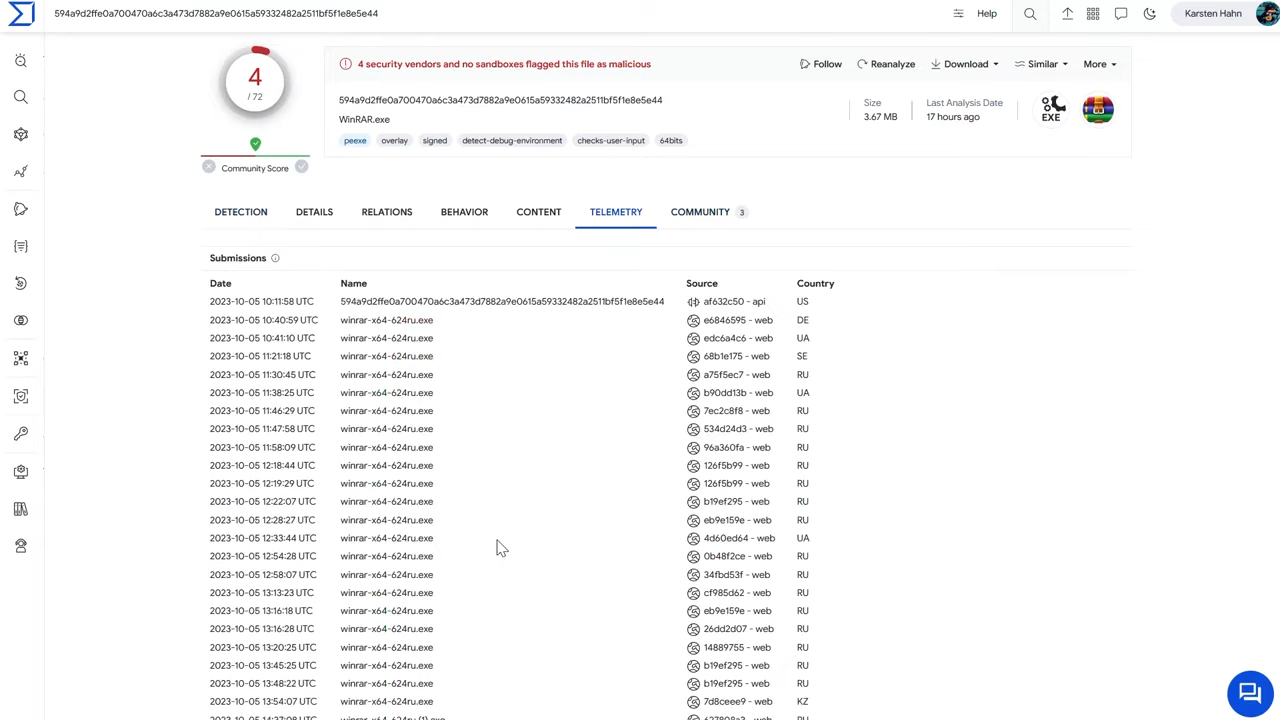 594a9d2ffe0a700470a6c3a473d7882a9e0615a59332482a2511bf5f1e8e5e44
Help
Karsten Hahn
4
/ 72
Community Score
4 security vendors and no sandboxes flagged this file as malicious
Follow
Reanalyze
Download
Similar
More
594a9d2ffe0a700470a6c3a473d7882a9e0615a59332482a2511bf5f1e8e5e44
WinRAR.exe
Size
3.67 MB
Last Analysis Date
17 hours ago
EXE
peexe overlay signed detect-debug-environment checks-user-input 64bits
DETECTION DETAILS RELATIONS BEHAVIOR CONTENT TELEMETRY COMMUNITY 3
Submissions
Date Name Source Country
2023-10-05 10:11:58 UTC 594a9d2ffe0a700470a6c3a473d7882a9e0615a59332482a2511bf5f1e8e5e44 af632c50 - api US
2023-10-05 10:40:59 UTC winrar-x64-624ru.exe e6846595 - web DE
2023-10-05 10:41:10 UTC winrar-x64-624ru.exe edc6a4c6 - web UA
2023-10-05 11:21:18 UTC winrar-x64-624ru.exe 68b1e175 - web SE
2023-10-05 11:30:45 UTC winrar-x64-624ru.exe a75f5ec7 - web RU
2023-10-05 11:38:25 UTC winrar-x64-624ru.exe b90dd13b - web UA
2023-10-05 11:46:29 UTC winrar-x64-624ru.exe 7ec2c8f8 - web RU
2023-10-05 11:47:58 UTC winrar-x64-624ru.exe 534d24d3 - web RU
2023-10-05 11:58:09 UTC winrar-x64-624ru.exe 96a360fa - web RU
2023-10-05 12:18:44 UTC winrar-x64-624ru.exe 126f5b99 - web RU
2023-10-05 12:19:29 UTC winrar-x64-624ru.exe 126f5b99 - web RU
2023-10-05 12:22:07 UTC winrar-x64-624ru.exe b19ef295 - web RU
2023-10-05 12:28:27 UTC winrar-x64-624ru.exe eb9e159e - web RU
2023-10-05 12:33:44 UTC winrar-x64-624ru.exe 4d60ed64 - web UA
2023-10-05 12:54:28 UTC winrar-x64-624ru.exe 0b48f2ce - web RU
2023-10-05 12:58:07 UTC winrar-x64-624ru.exe 34fbd53f - web RU
2023-10-05 13:13:23 UTC winrar-x64-624ru.exe cf985d62 - web RU
2023-10-05 13:16:18 UTC winrar-x64-624ru.exe eb9e159e - web RU
2023-10-05 13:16:28 UTC winrar-x64-624ru.exe 26dd2d07 - web RU
2023-10-05 13:20:25 UTC winrar-x64-624ru.exe 14889755 - web RU
2023-10-05 13:45:25 UTC winrar-x64-624ru.exe b19ef295 - web RU
2023-10-05 13:48:22 UTC winrar-x64-624ru.exe b19ef295 - web RU
2023-10-05 13:54:07 UTC winrar-x64-624ru.exe 7d8ceee9 - web KZ